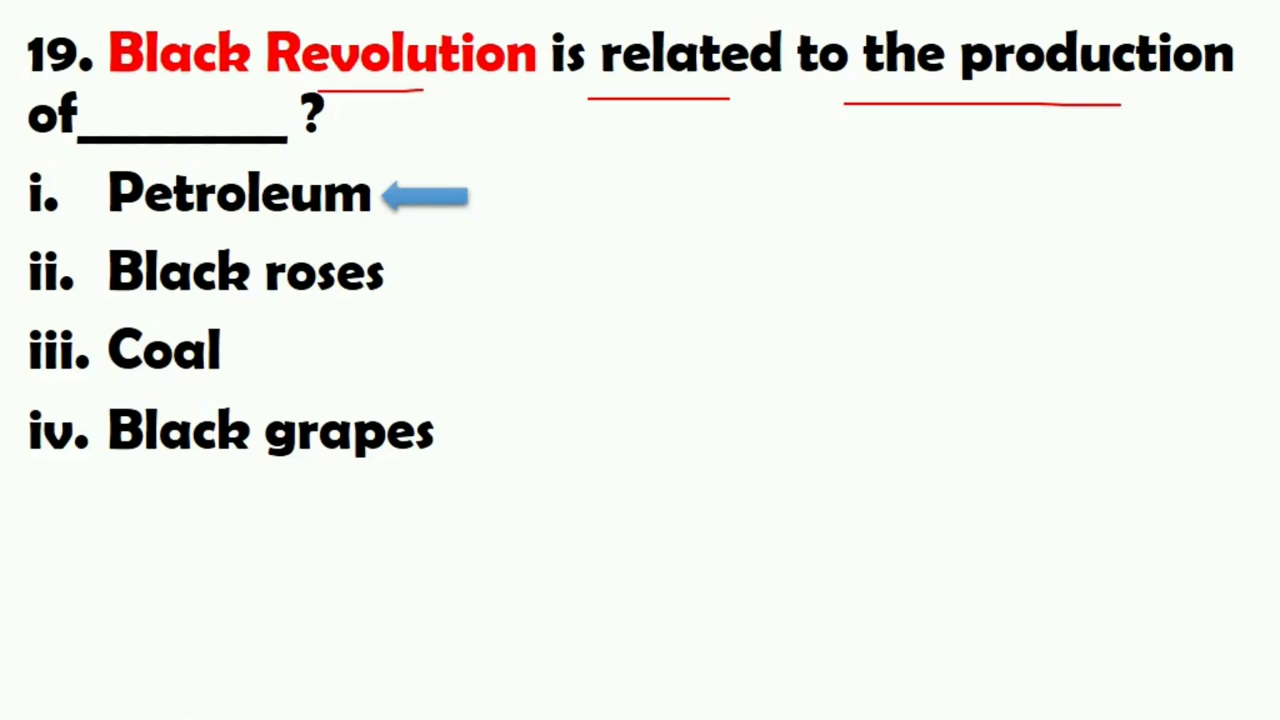 19. Black Revolution is related to the production
of________ ?
i. Petroleum
ii. Black roses
iii. Coal
iv. Black grapes